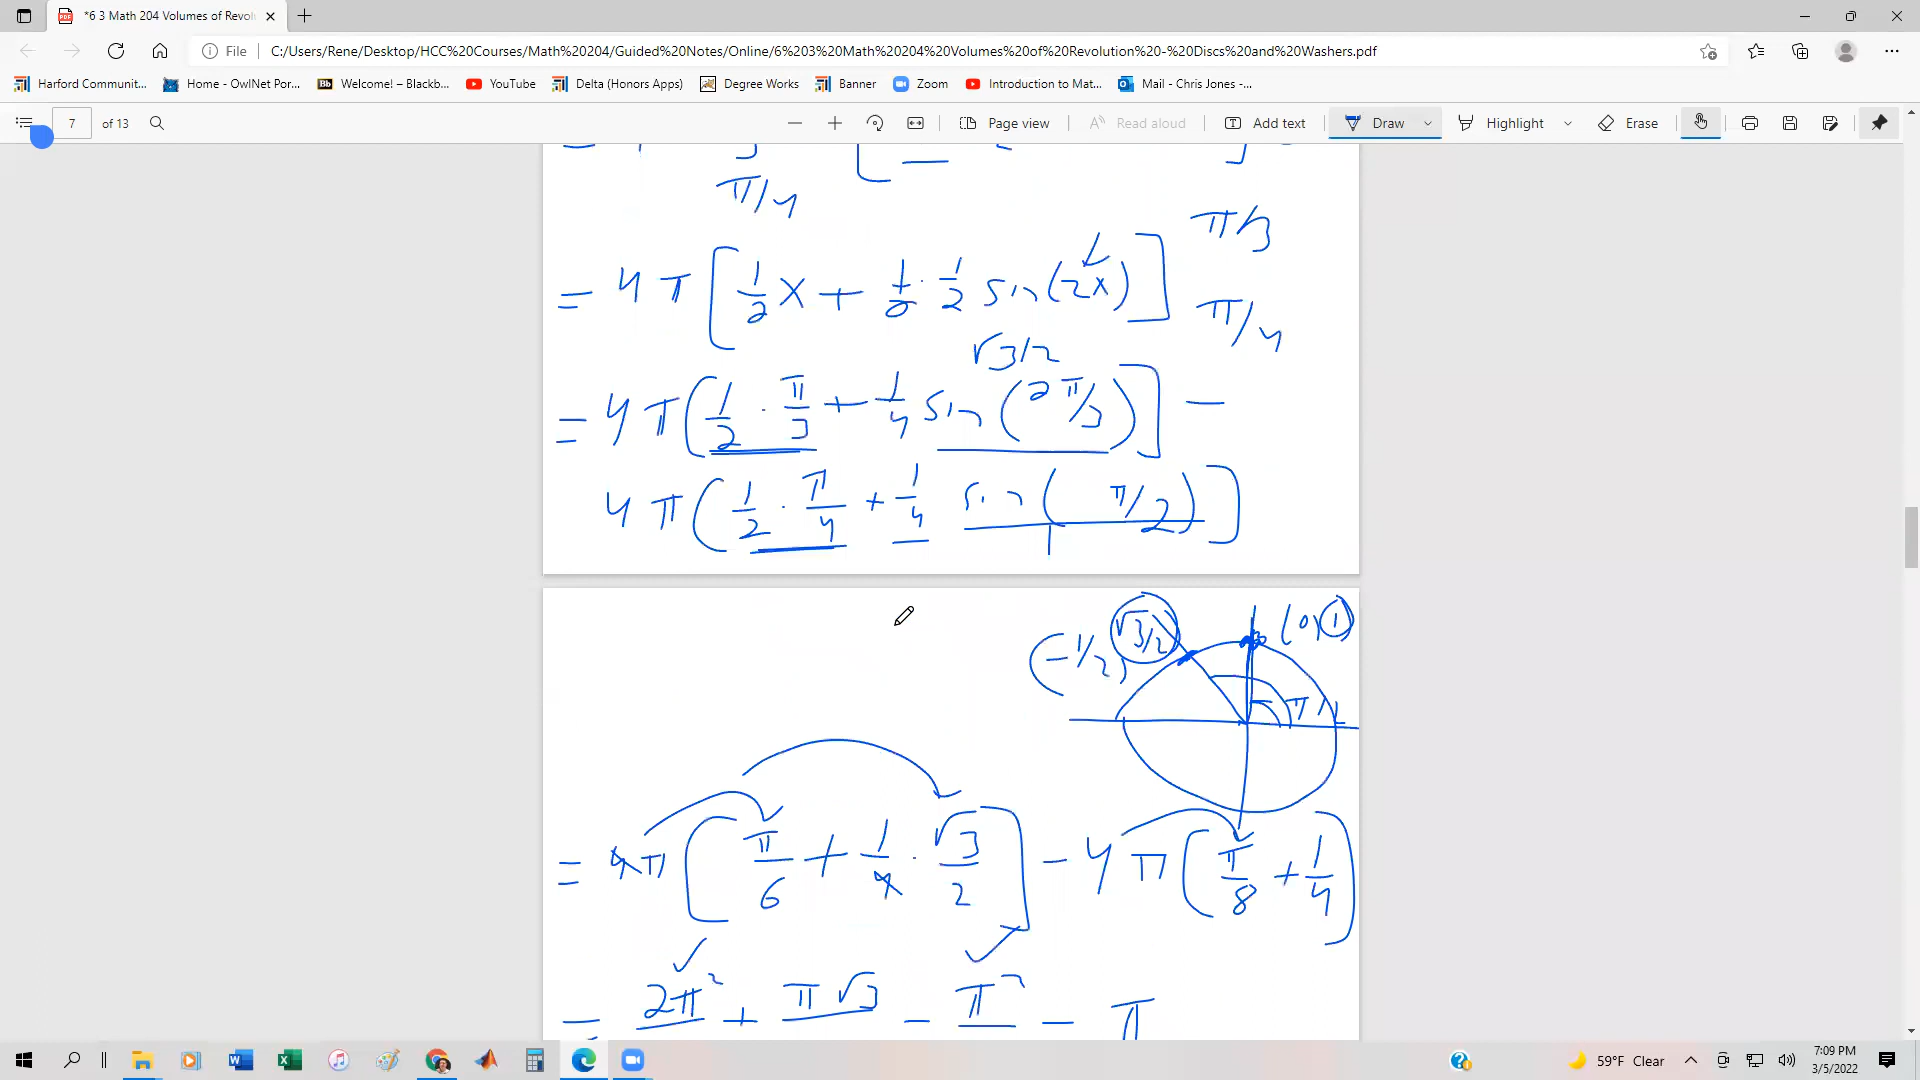 *6 3 Math 204 Volumes of Revol
File C:/Users/Rene/Desktop/HCC%20Courses/Math%20204/Guided%20Notes/Online/6%203%20Math%20204%20Volumes%20of%20Revolution%20-%20Discs%20and%20Washers.pdf
Harford Communit... Home - OwlNet Por... Bb Welcome! – Blackb... YouTube Delta (Honors Apps) Degree Works Banner Zoom Introduction to Mat... Mail - Chris Jones -...
7 of 13 Page view Read aloud Add text Draw Highlight Erase
π/4
π/3
= 4π[1/2 x + 1/2 · 1/2 sin(2x)]
π/4
√3/2
= 4π(1/2 · π/3 + 1/4 sin(2π/3)] −
4π(1/2 · π/4 + 1/4 sin(π/2)]
1
(−1/2, √3/2) (0, 1)
π/2
= 4π[π/6 + 1/4 · √3/2] − 4π(π/8 + 1/4]
= 2π² + π√3 − π² − π
59°F Clear 7:09 PM
3/5/2022